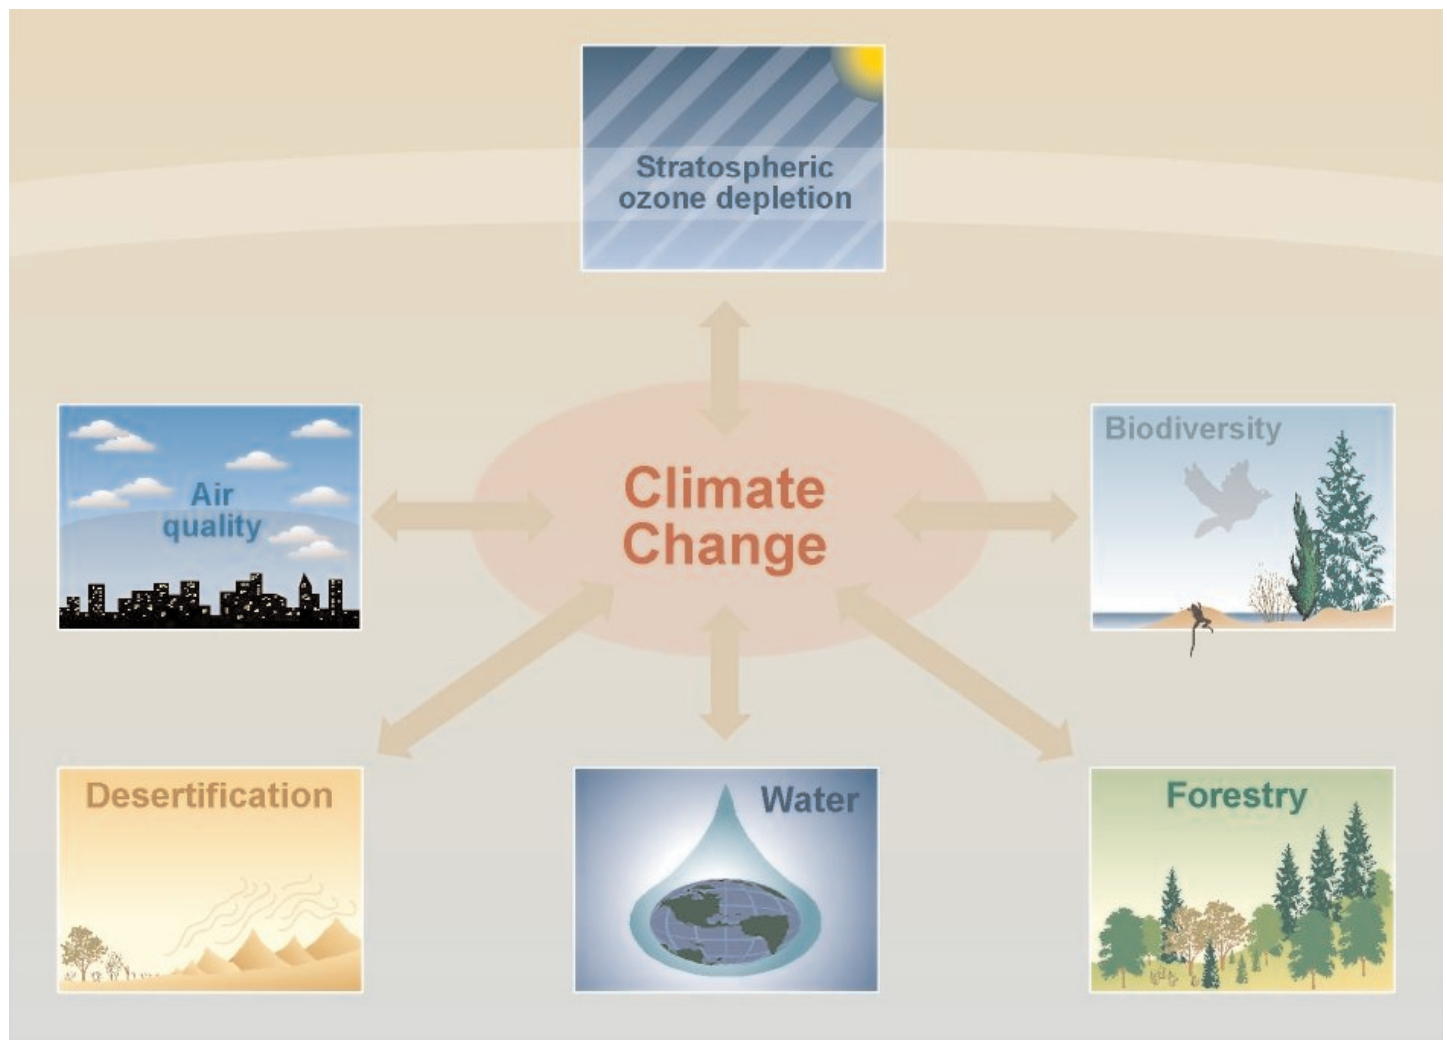 Stratospheric
ozone depletion
Air
quality
Climate
Change
Biodiversity
Desertification
Water
Forestry